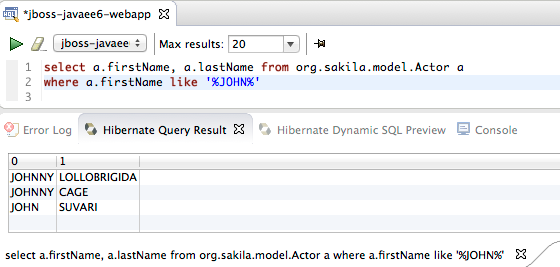 *jboss-javaee6-webapp
jboss-javaee Max results: 20
1 select a.firstName, a.lastName from org.sakila.model.Actor a
2 where a.firstName like '%JOHN%'
3
Error Log Hibernate Query Result Hibernate Dynamic SQL Preview Console
0 1
JOHNNY LOLLOBRIGIDA
JOHNNY CAGE
JOHN SUVARI
select a.firstName, a.lastName from org.sakila.model.Actor a where a.firstName like '%JOHN%'